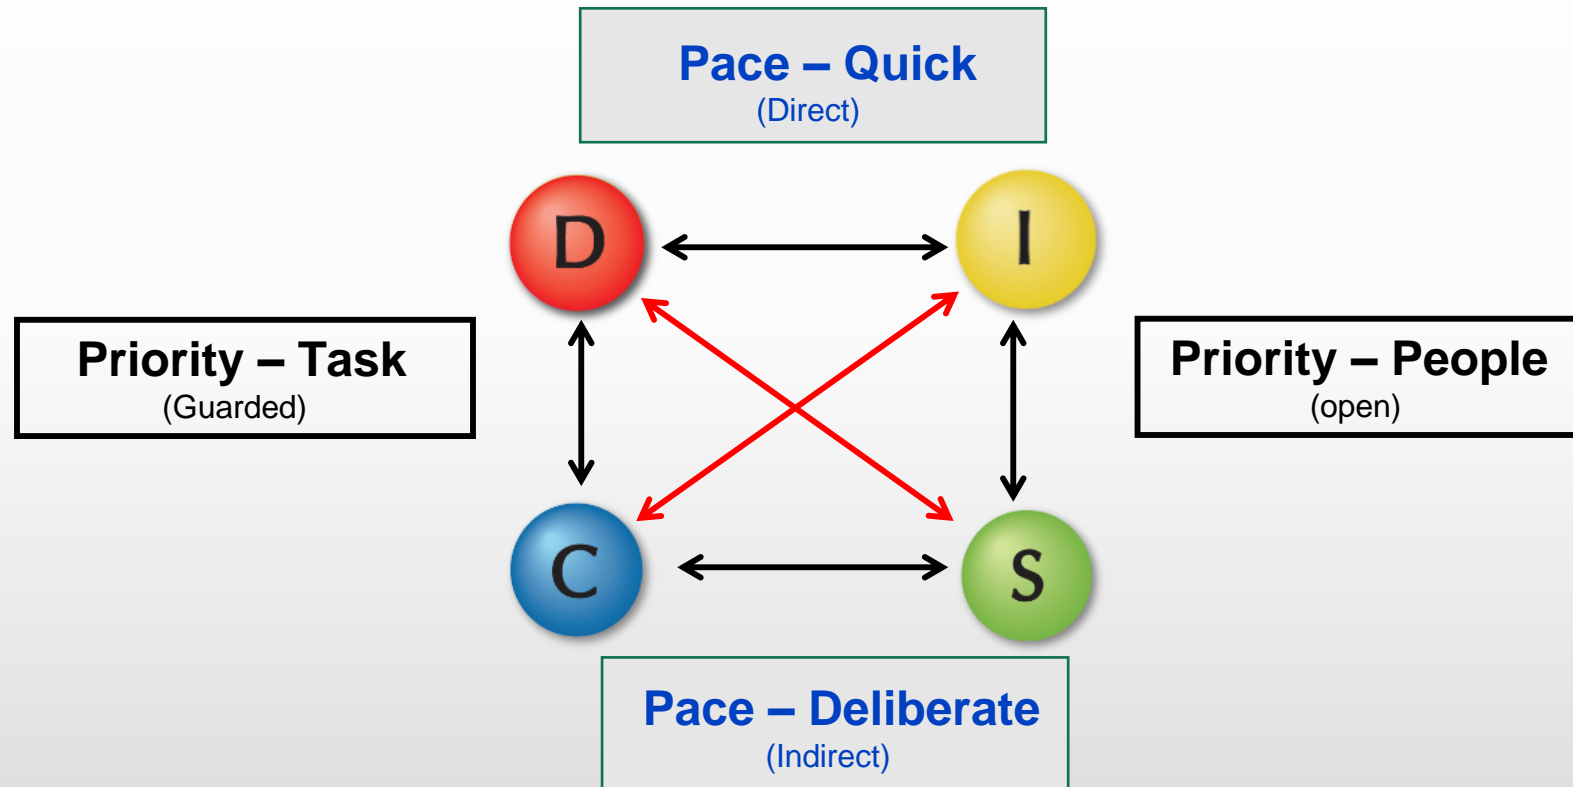 Pace – Quick
(Direct)
D
I
Priority – Task
(Guarded)
Priority – People
(open)
C
S
Pace – Deliberate
(Indirect)